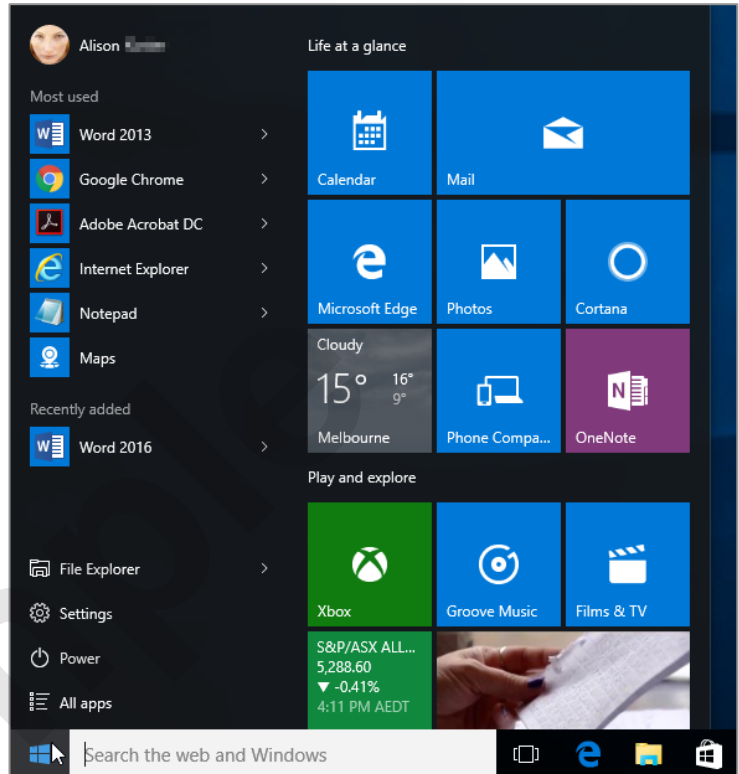 Alison
Life at a glance
Most used
Word 2013
Google Chrome
Adobe Acrobat DC
Internet Explorer
Notepad
Maps
Recently added
Word 2016
File Explorer
Settings
Power
All apps
Calendar
Mail
Microsoft Edge
Photos
Cortana
Cloudy
15° 16°
9°
Melbourne
Phone Compa...
OneNote
Play and explore
Xbox
Groove Music
Films & TV
S&P/ASX ALL...
5,288.60
▼ -0.41%
4:11 PM AEDT
Search the web and Windows